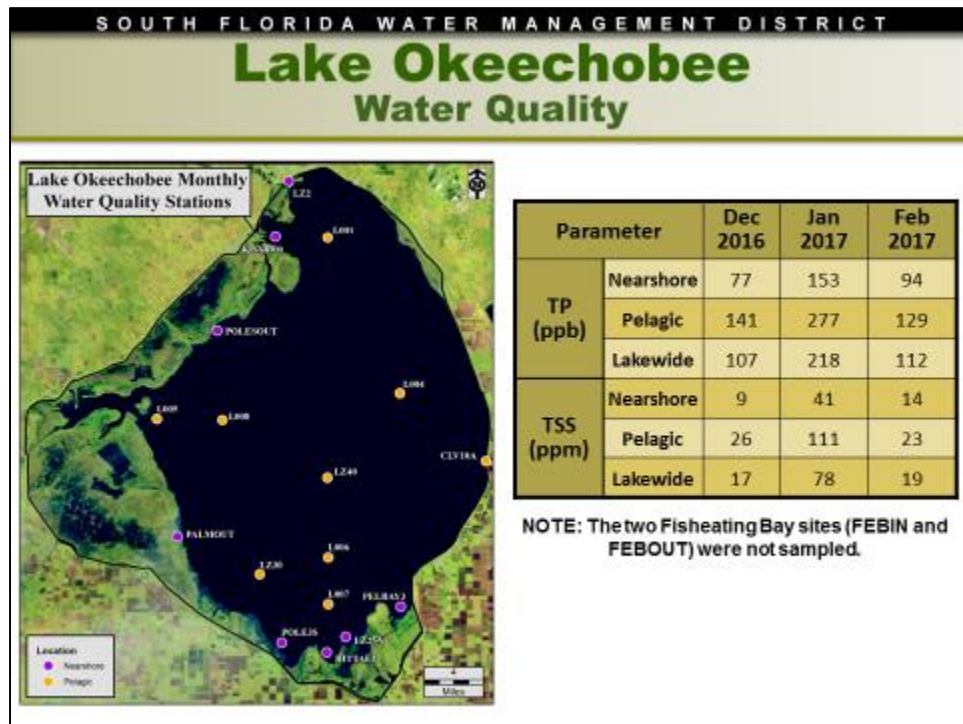 SOUTH FLORIDA WATER MANAGEMENT DISTRICT
Lake Okeechobee
Water Quality
Lake Okeechobee Monthly
Water Quality Stations
N
LZ2
L001
POLESOUT
L004
L005
L008
CLV10A
LZ40
PALMOUT
L006
LZ30
L007
PELBAY3
POLE3S
Location
Nearshore
Pelagic
4
Miles
Parameter Dec 2016 Jan 2017 Feb 2017
TP (ppb)
Nearshore 77 153 94
Pelagic 141 277 129
Lakewide 107 218 112
TSS (ppm)
Nearshore 9 41 14
Pelagic 26 111 23
Lakewide 17 78 19
NOTE: The two Fisheating Bay sites (FEBIN and
FEBOUT) were not sampled.